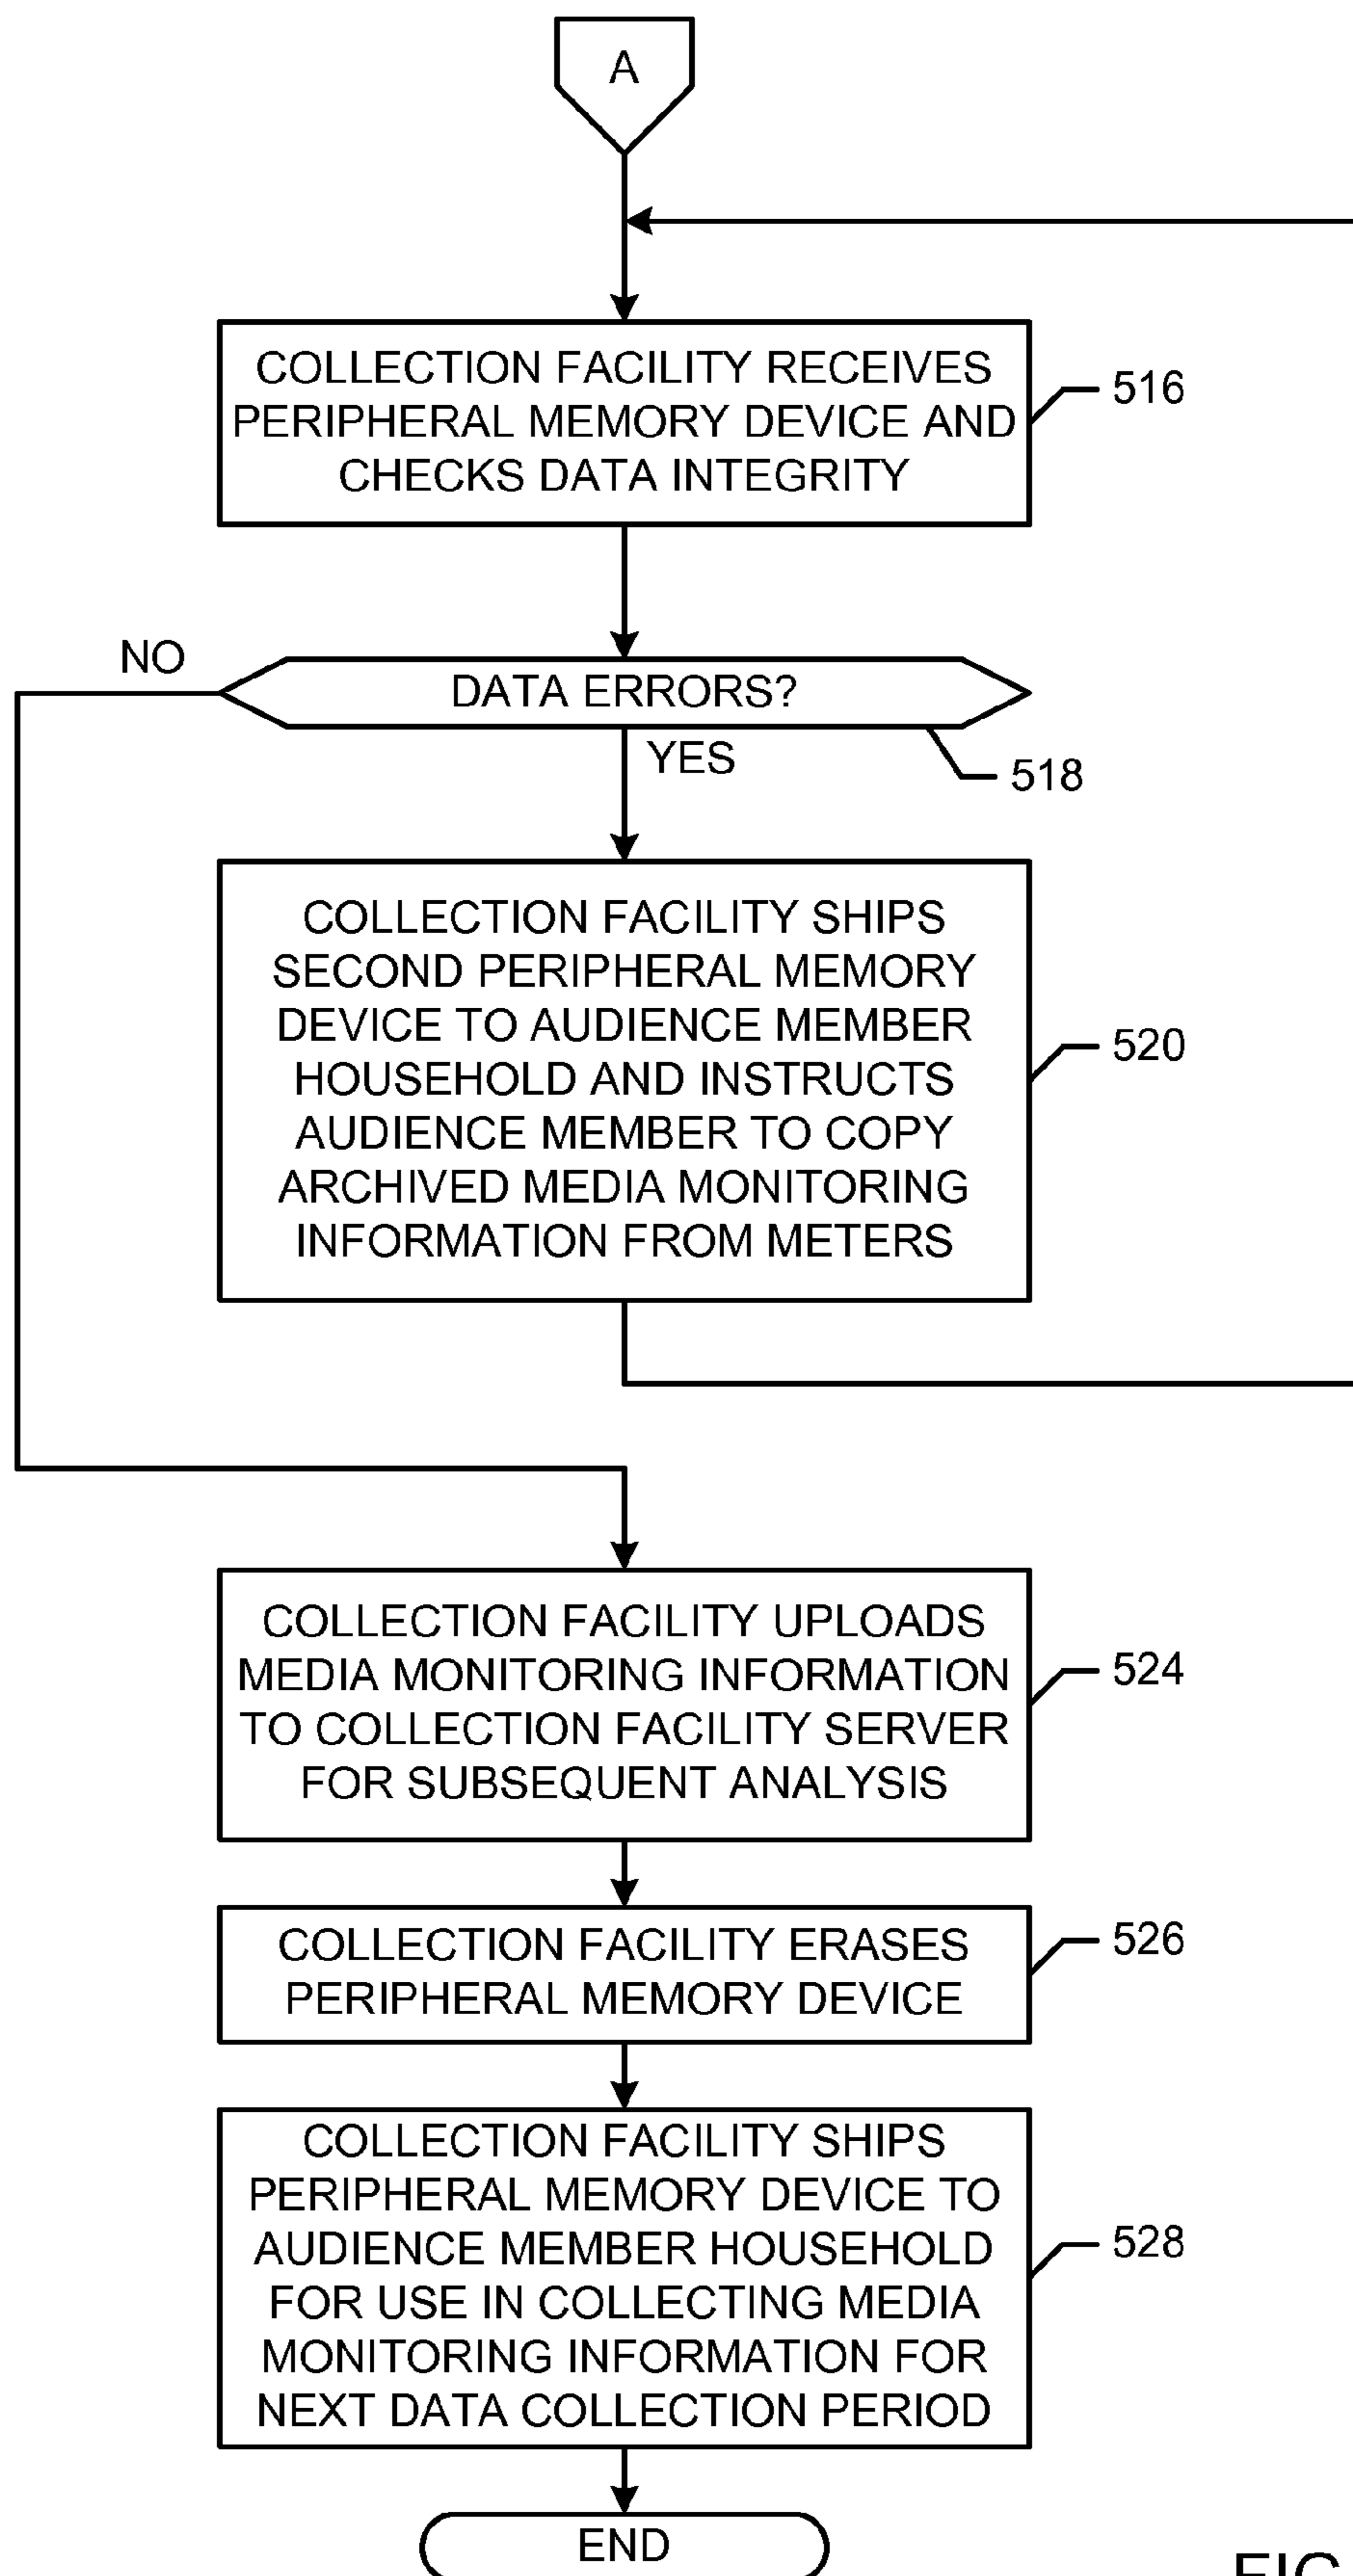 A
COLLECTION FACILITY RECEIVES
PERIPHERAL MEMORY DEVICE AND
CHECKS DATA INTEGRITY
516
NO
DATA ERRORS?
YES
518
COLLECTION FACILITY SHIPS
SECOND PERIPHERAL MEMORY
DEVICE TO AUDIENCE MEMBER
HOUSEHOLD AND INSTRUCTS
AUDIENCE MEMBER TO COPY
ARCHIVED MEDIA MONITORING
INFORMATION FROM METERS
520
COLLECTION FACILITY UPLOADS
MEDIA MONITORING INFORMATION
TO COLLECTION FACILITY SERVER
FOR SUBSEQUENT ANALYSIS
524
COLLECTION FACILITY ERASES
PERIPHERAL MEMORY DEVICE
526
COLLECTION FACILITY SHIPS
PERIPHERAL MEMORY DEVICE TO
AUDIENCE MEMBER HOUSEHOLD
FOR USE IN COLLECTING MEDIA
MONITORING INFORMATION FOR
NEXT DATA COLLECTION PERIOD
528
END